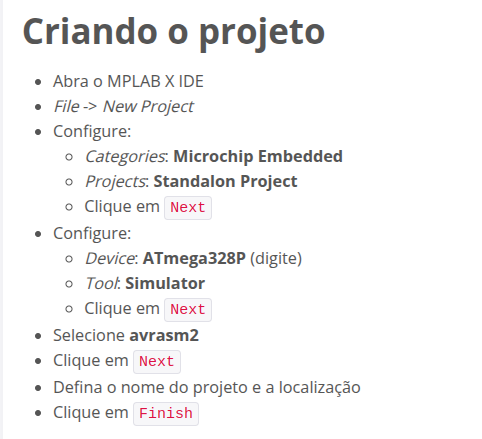 Criando o projeto
Abra o MPLAB X IDE
File -> New Project
Configure:
Categories: Microchip Embedded
Projects: Standalon Project
Clique em Next
Configure:
Device: ATmega328P (digite)
Tool: Simulator
Clique em Next
Selecione avrasm2
Clique em Next
Defina o nome do projeto e a localização
Clique em Finish